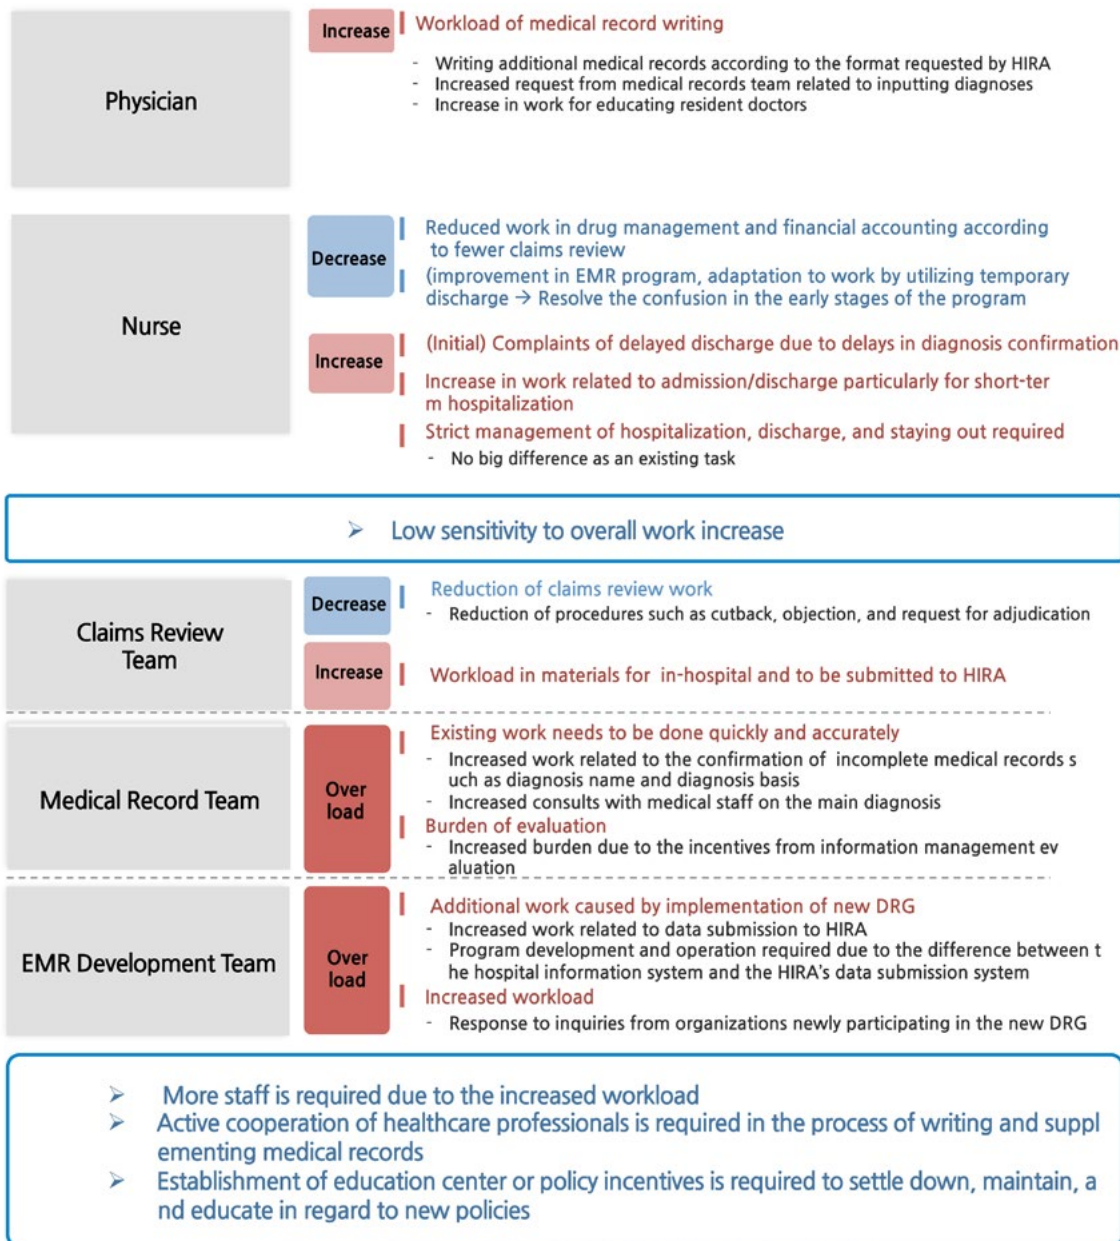 Physician
Increase
Workload of medical record writing
- Writing additional medical records according to the format requested by HIRA
- Increased request from medical records team related to inputting diagnoses
- Increase in work for educating resident doctors
Nurse
Decrease
Reduced work in drug management and financial accounting according
to fewer claims review
(improvement in EMR program, adaptation to work by utilizing temporary
discharge → Resolve the confusion in the early stages of the program
Increase
(Initial) Complaints of delayed discharge due to delays in diagnosis confirmation
Increase in work related to admission/discharge particularly for short-ter
m hospitalization
Strict management of hospitalization, discharge, and staying out required
- No big difference as an existing task
➢ Low sensitivity to overall work increase
Claims Review
Team
Decrease
Reduction of claims review work
- Reduction of procedures such as cutback, objection, and request for adjudication
Increase
Workload in materials for in-hospital and to be submitted to HIRA
Medical Record Team
Over
load
Existing work needs to be done quickly and accurately
- Increased work related to the confirmation of incomplete medical records s
uch as diagnosis name and diagnosis basis
- Increased consults with medical staff on the main diagnosis
Burden of evaluation
- Increased burden due to the incentives from information management ev
aluation
EMR Development Team
Over
load
Additional work caused by implementation of new DRG
- Increased work related to data submission to HIRA
- Program development and operation required due to the difference between t
he hospital information system and the HIRA's data submission system
Increased workload
- Response to inquiries from organizations newly participating in the new DRG
➢ More staff is required due to the increased workload
➢ Active cooperation of healthcare professionals is required in the process of writing and suppl
ementing medical records
➢ Establishment of education center or policy incentives is required to settle down, maintain, a
nd educate in regard to new policies